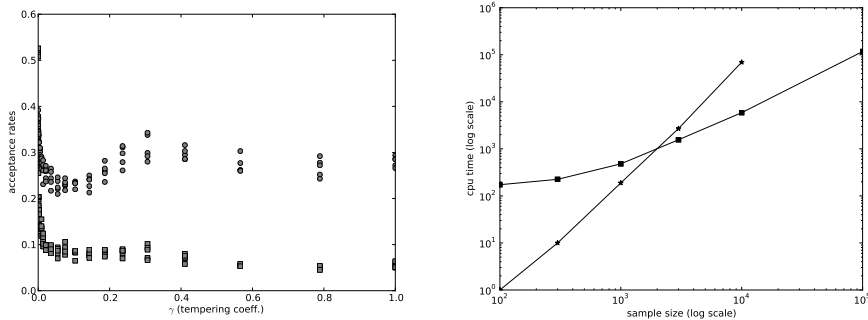 0.6
0.5
0.4
0.3
0.2
0.1
0.0
acceptance rates
0.0 0.2 0.4 0.6 0.8 1.0
γ (tempering coeff.)
10^6
10^5
10^4
10^3
10^2
10^1
10^0
cpu time (log scale)
10^2 10^3 10^4
sample size (log scale)